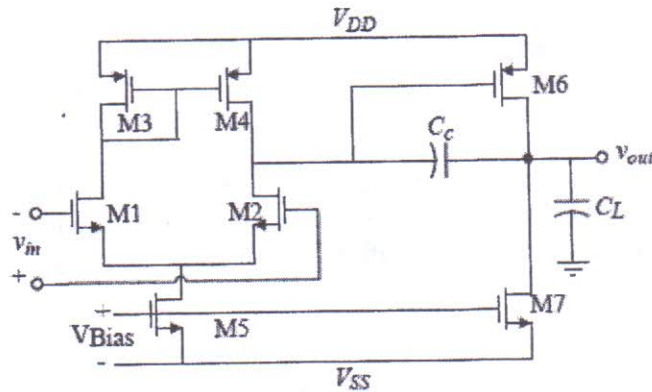 V_DD
M3
M4
M6
C_c
v_out
M1
M2
C_L
-
v_in
+
M7
+
VBias
-
M5
V_SS